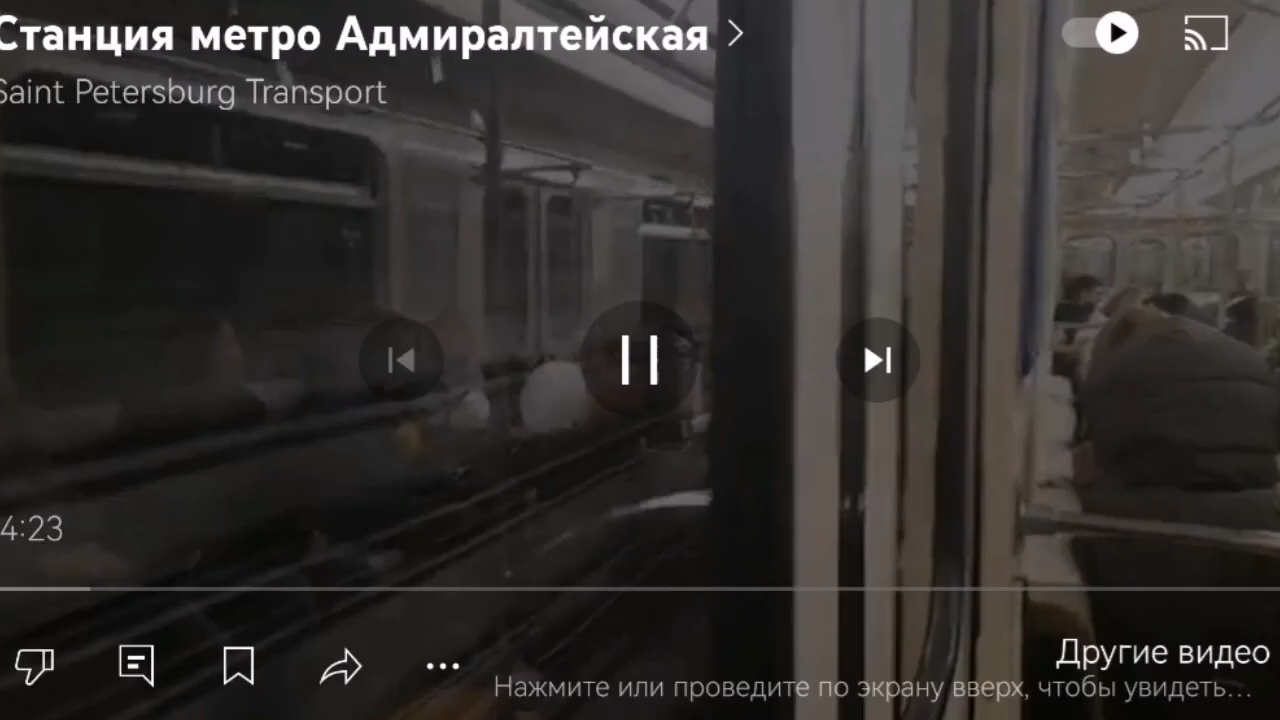 Станция метро Адмиралтейская
Saint Petersburg Transport
4:23
Другие видео
Нажмите или проведите по экрану вверх, чтобы увидеть...